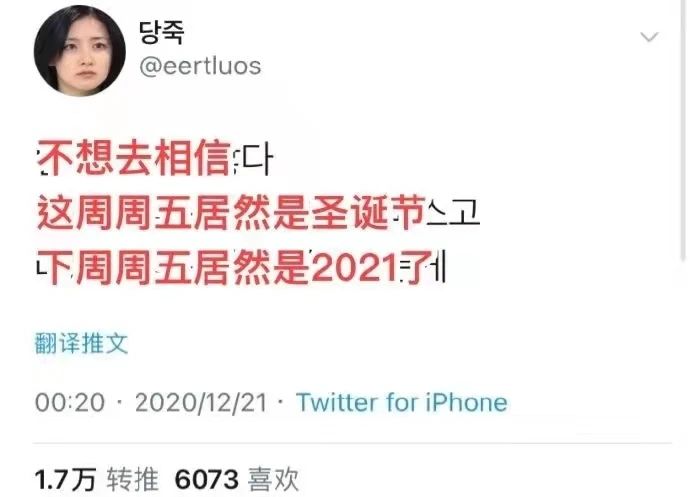 당죽
@eertluos
不想去相信 다
这周周五居然是圣诞节 스고
下周周五居然是2021了 에
翻译推文
00:20 · 2020/12/21 · Twitter for iPhone
1.7万 转推 6073 喜欢